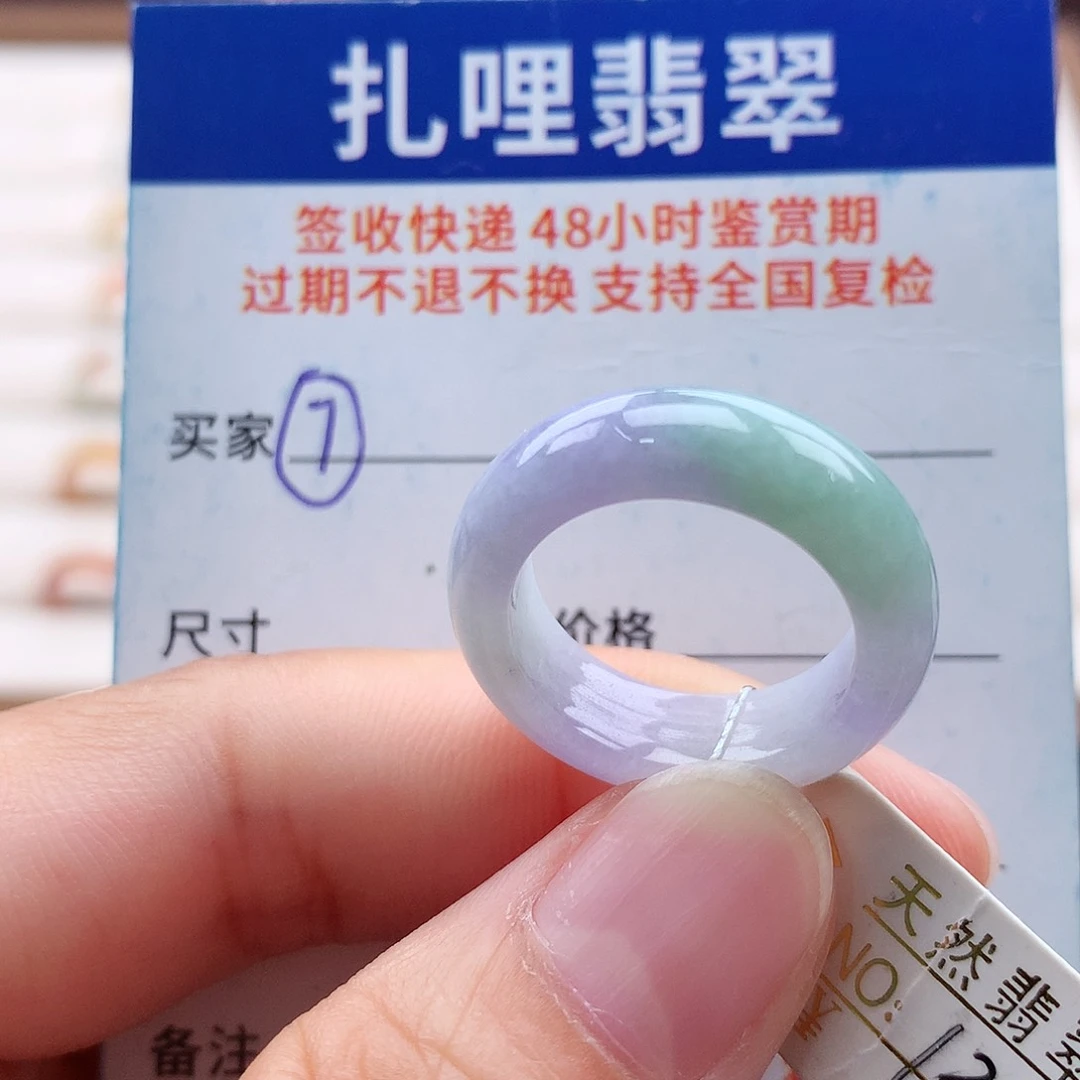 扎哩翡翠
签收快递 48小时鉴赏期
过期不退不换 支持全国复检
买家 7
尺寸 价格
备注
天然翡翠
NO: